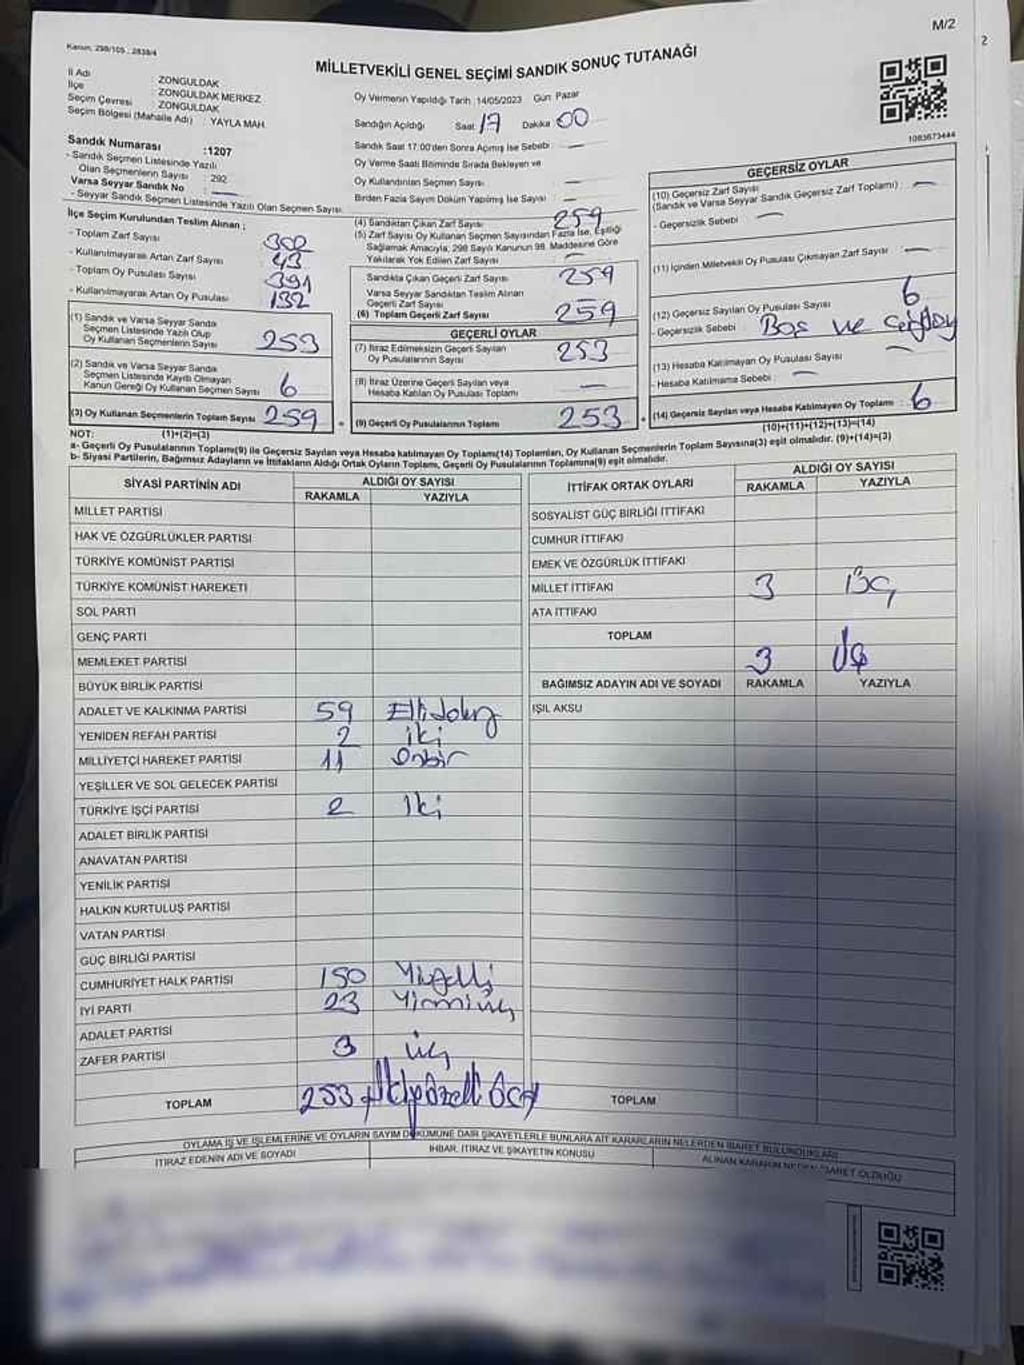 M/2
2
Kanun: 298/105 , 2839/4
MİLLETVEKİLİ GENEL SEÇİMİ SANDIK SONUÇ TUTANAĞI
İl Adı : ZONGULDAK
İlçe : ZONGULDAK MERKEZ
Seçim Çevresi : ZONGULDAK
Seçim Bölgesi (Mahalle Adı) : YAYLA MAH.
Sandık Numarası :1207
- Sandık Seçmen Listesinde Yazılı
Olan Seçmenlerin Sayısı : 292
Varsa Seyyar Sandık No : —
- Seyyar Sandık Seçmen Listesinde Yazılı Olan Seçmen Sayısı:
Oy Vermenin Yapıldığı Tarih :14/05/2023 Gün: Pazar
Sandığın Açıldığı Saat: 17 Dakika 00
Sandık Saat 17:00'den Sonra Açımış İse Sebebi : —
Oy Verme Saati Bitiminde Sırada Bekleyen ve
Oy Kullandırılan Seçmen Sayısı : —
Birden Fazla Sayım Döküm Yapılmış İse Sayısı : —
1083673444
İlçe Seçim Kurulundan Teslim Alınan ;
- Toplam Zarf Sayısı : 302
- Kullanılmayarak Artan Zarf Sayısı : 43
- Toplam Oy Pusulası Sayısı : 391
- Kullanılmayarak Artan Oy Pusulası : 132
(1) Sandık ve Varsa Seyyar Sandık
Seçmen Listesinde Yazılı Olup
Oy Kullanan Seçmenlerin Sayısı : 253
(2) Sandık ve Varsa Seyyar Sandık
Seçmen Listesinde Kayıtlı Olmayan
Kanun Gereği Oy Kullanan Seçmen Sayısı : 6
(3) Oy Kullanan Seçmenlerin Toplam Sayısı : 259
(1)+(2)=(3)
(4) Sandıktan Çıkan Zarf Sayısı : 259
(5) Zarf Sayısı Oy Kullanan Seçmen Sayısından Fazla İse, Eşitliği
Sağlamak Amacıyla, 298 Sayılı Kanunun 98. Maddesine Göre
Yakılarak Yok Edilen Zarf Sayısı : —
Sandıkta Çıkan Geçerli Zarf Sayısı : 259
Varsa Seyyar Sandıktan Teslim Alınan
Geçerli Zarf Sayısı :
(6) Toplam Geçerli Zarf Sayısı : 259
GEÇERLİ OYLAR
(7) İtiraz Edilmeksizin Geçerli Sayılan
Oy Pusulalarının Sayısı : 253
(8) İtiraz Üzerine Geçerli Sayılan veya
Hesaba Katılan Oy Pusulası Toplamı : —
(9) Geçerli Oy Pusulalarının Toplamı : 253
GEÇERSİZ OYLAR
(10) Geçersiz Zarf Sayısı
(Sandık ve Varsa Seyyar Sandık Geçersiz Zarf Toplamı) : —
- Geçersizlik Sebebi : —
(11) İçinden Milletvekili Oy Pusulası Çıkmayan Zarf Sayısı : —
(12) Geçersiz Sayılan Oy Pusulası Sayısı : 6
- Geçersizlik Sebebi : Boş ve
(13) Hesaba Katılmayan Oy Pusulası Sayısı : —
- Hesaba Katılmama Sebebi : —
(14) Geçersiz Sayılan veya Hesaba Katılmayan Oy Toplamı : 6
(10)+(11)+(12)+(13)=(14)
NOT:
a- Geçerli Oy Pusulalarının Toplamı(9) ile Geçersiz Sayılan veya Hesaba katılmayan Oy Toplamı(14) Toplamları, Oy Kullanan Seçmenlerin Toplam Sayısına(3) eşit olmalıdır. (9)+(14)=(3)
b- Siyasi Partilerin, Bağımsız Adayların ve İttifakların Aldığı Ortak Oyların Toplamı, Geçerli Oy Pusulalarının Toplamına(9) eşit olmalıdır.
SİYASİ PARTİNİN ADI ALDIĞI OY SAYISI
RAKAMLA YAZIYLA
MİLLET PARTİSİ
HAK VE ÖZGÜRLÜKLER PARTİSİ
TÜRKİYE KOMÜNİST PARTİSİ
TÜRKİYE KOMÜNİST HAREKETİ
SOL PARTİ
GENÇ PARTİ
MEMLEKET PARTİSİ
BÜYÜK BİRLİK PARTİSİ
ADALET VE KALKINMA PARTİSİ 59 Ellidokuz
YENİDEN REFAH PARTİSİ 2 iki
MİLLİYETÇİ HAREKET PARTİSİ 11 Onbir
YEŞİLLER VE SOL GELECEK PARTİSİ
TÜRKİYE İŞÇİ PARTİSİ 2 İki
ADALET BİRLİK PARTİSİ
ANAVATAN PARTİSİ
YENİLİK PARTİSİ
HALKIN KURTULUŞ PARTİSİ
VATAN PARTİSİ
GÜÇ BİRLİĞİ PARTİSİ
CUMHURİYET HALK PARTİSİ 150 Yüzelli
İYİ PARTİ 23 Yirmiüç
ADALET PARTİSİ
ZAFER PARTİSİ 3 üç
TOPLAM 253
İTTİFAK ORTAK OYLARI ALDIĞI OY SAYISI
RAKAMLA YAZIYLA
SOSYALİST GÜÇ BİRLİĞİ İTTİFAKI
CUMHUR İTTİFAKI
EMEK VE ÖZGÜRLÜK İTTİFAKI
MİLLET İTTİFAKI 3 Üç
ATA İTTİFAKI
TOPLAM 3 Üç
BAĞIMSIZ ADAYIN ADI VE SOYADI RAKAMLA YAZIYLA
IŞIL AKSU
TOPLAM
OYLAMA İŞ VE İŞLEMLERİNE VE OYLARIN SAYIM DÖKÜMÜNE DAİR ŞİKAYETLERLE BUNLARA AİT KARARLARIN NELERDEN İBARET BULUNDUKLARI
İTİRAZ EDENİN ADI VE SOYADI İHBAR, İTİRAZ VE ŞİKAYETİN KONUSU ALINAN KARARIN NEDEN İBARET OLDUĞU